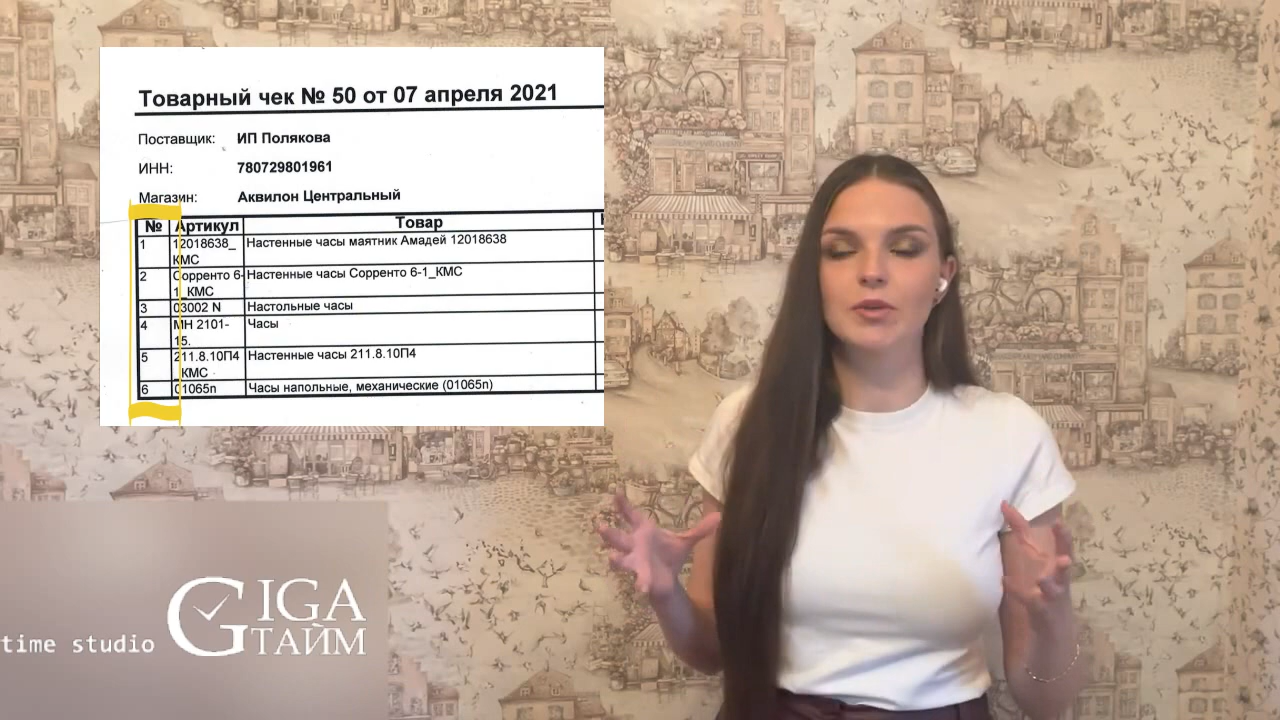 Товарный чек № 50 от 07 апреля 2021
Поставщик: ИП Полякова
ИНН: 780729801961
Магазин: Аквилон Центральный
№ Артикул Товар
1 12018638_ КМС Настенные часы маятник Амадей 12018638
2 Сорренто 6-1_КМС Настенные часы Сорренто 6-1_КМС
3 03002 N Настольные часы
4 МН 2101-15. Часы
5 211.8.10П4 _КМС Настенные часы 211.8.10П4
6 01065n Часы напольные, механические (01065n)
time studio
GIGA
ТАЙМ